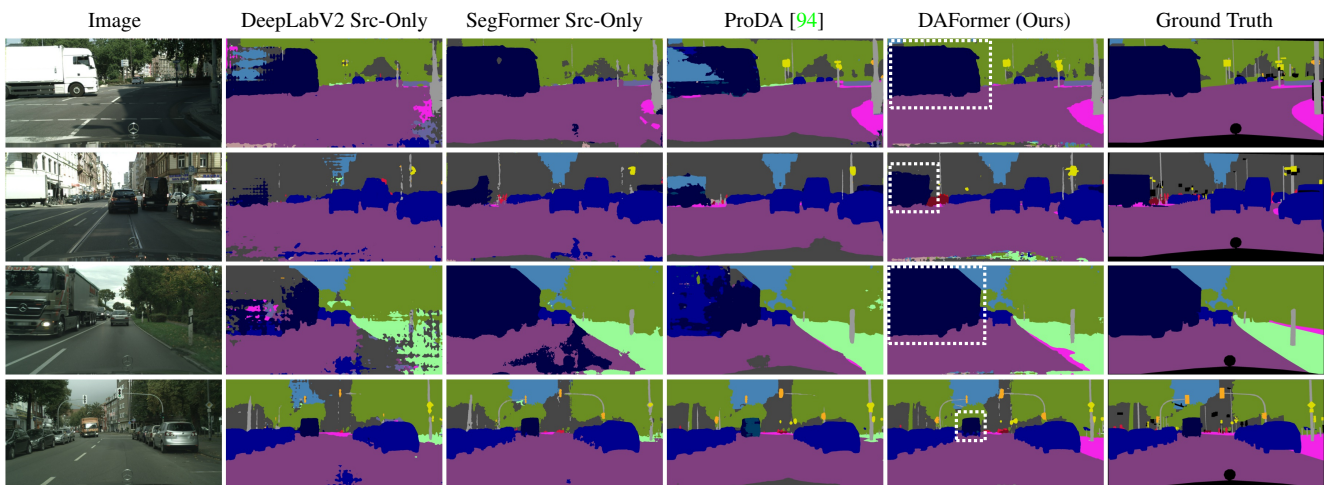 Image DeepLabV2 Src-Only SegFormer Src-Only ProDA [94] DAFormer (Ours) Ground Truth